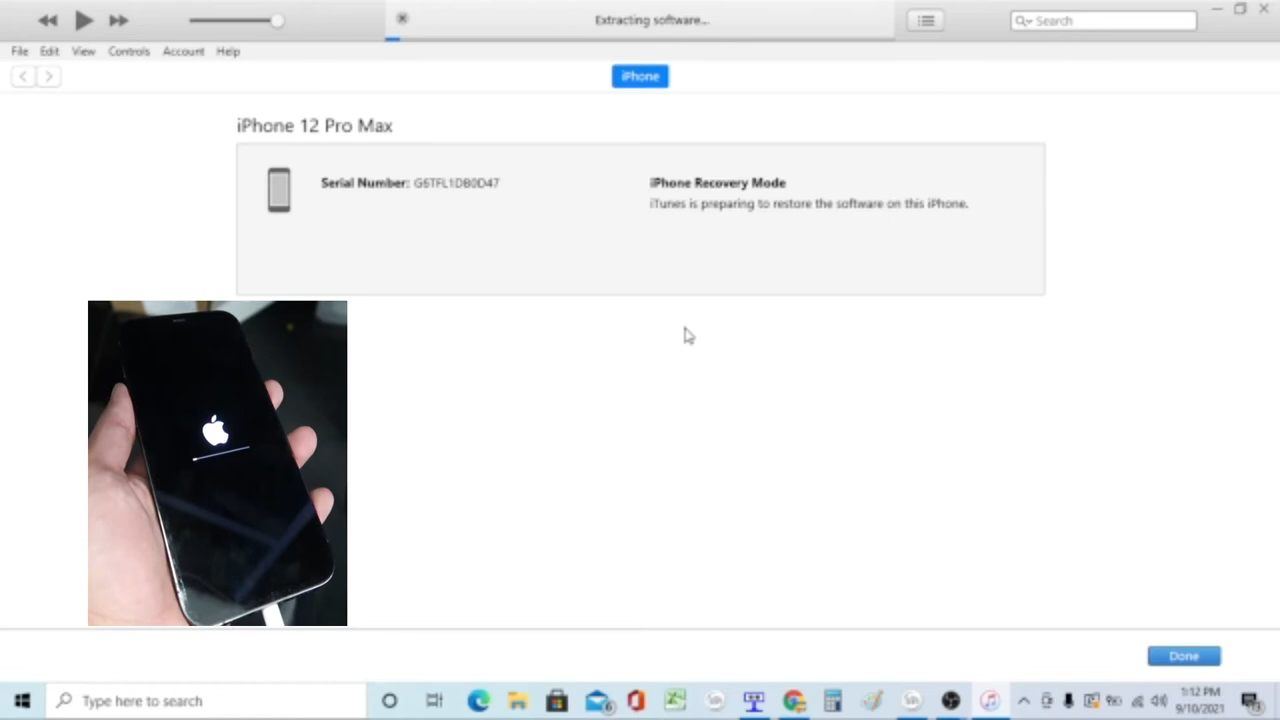 Extracting software...
Search
File Edit View Controls Account Help
iPhone
iPhone 12 Pro Max
Serial Number: G6TFL1DB0D47
iPhone Recovery Mode
iTunes is preparing to restore the software on this iPhone.
Done
Type here to search
1:12 PM
9/10/2021